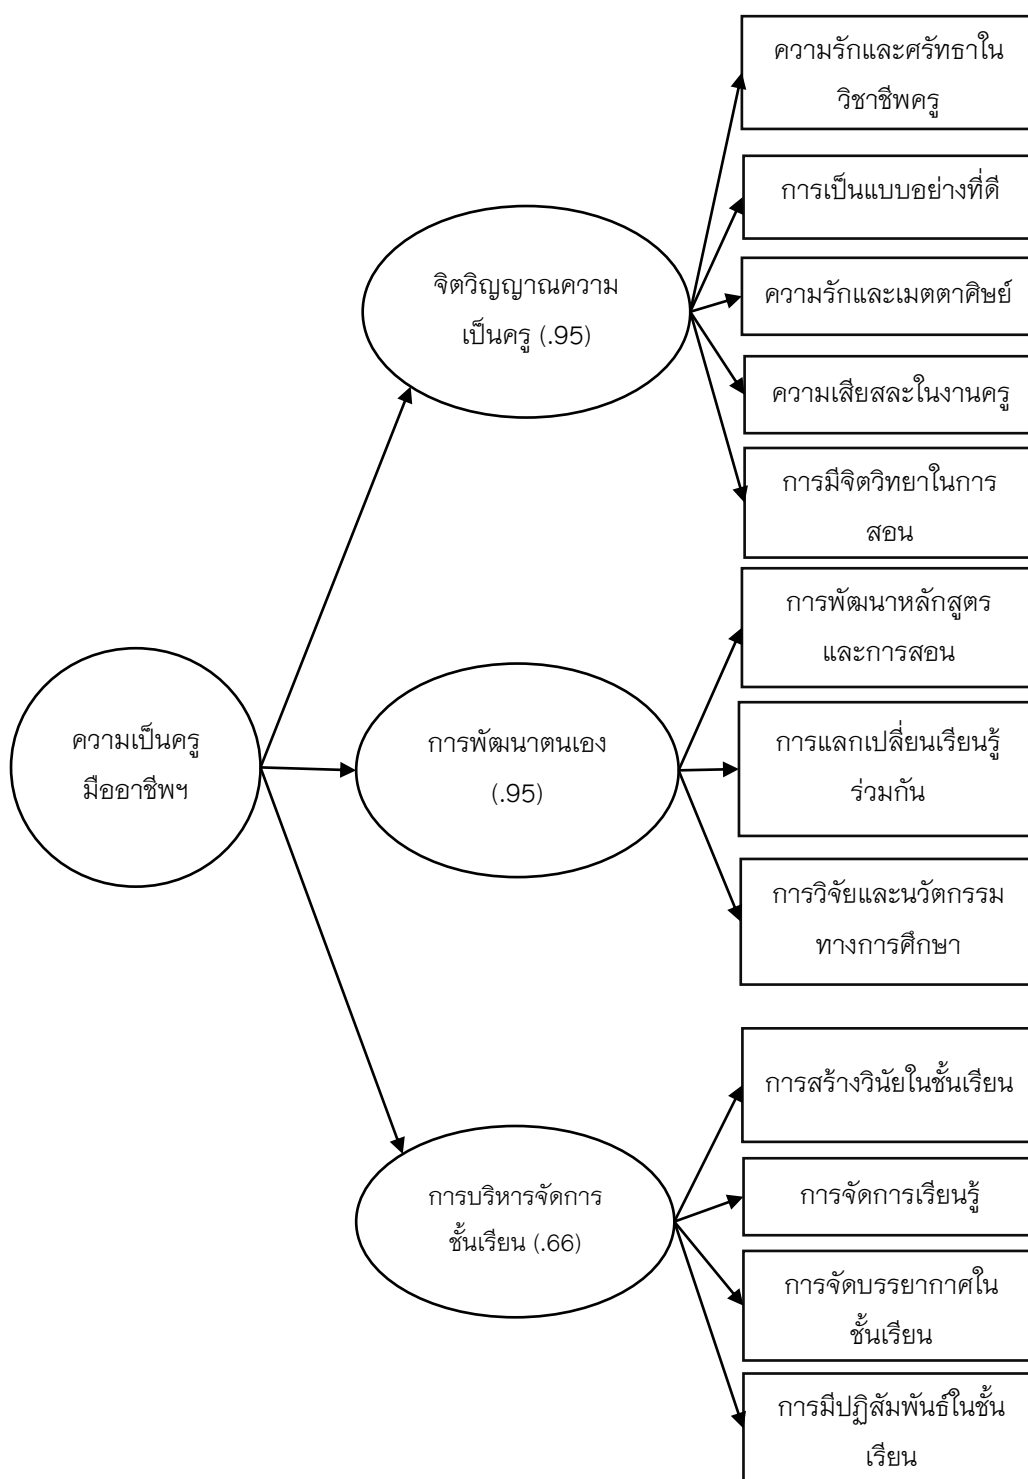 ความรักและศรัทธาใน
วิชาชีพครู
การเป็นแบบอย่างที่ดี
จิตวิญญาณความ
เป็นครู (.95)
ความรักและเมตตาศิษย์
ความเสียสละในงานครู
การมีจิตวิทยาในการ
สอน
การพัฒนาหลักสูตร
และการสอน
ความเป็นครู
มืออาชีพฯ
การพัฒนาตนเอง
(.95)
การแลกเปลี่ยนเรียนรู้
ร่วมกัน
การวิจัยและนวัตกรรม
ทางการศึกษา
การสร้างวินัยในชั้นเรียน
การบริหารจัดการ
ชั้นเรียน (.66)
การจัดการเรียนรู้
การจัดบรรยากาศใน
ชั้นเรียน
การมีปฏิสัมพันธ์ในชั้น
เรียน